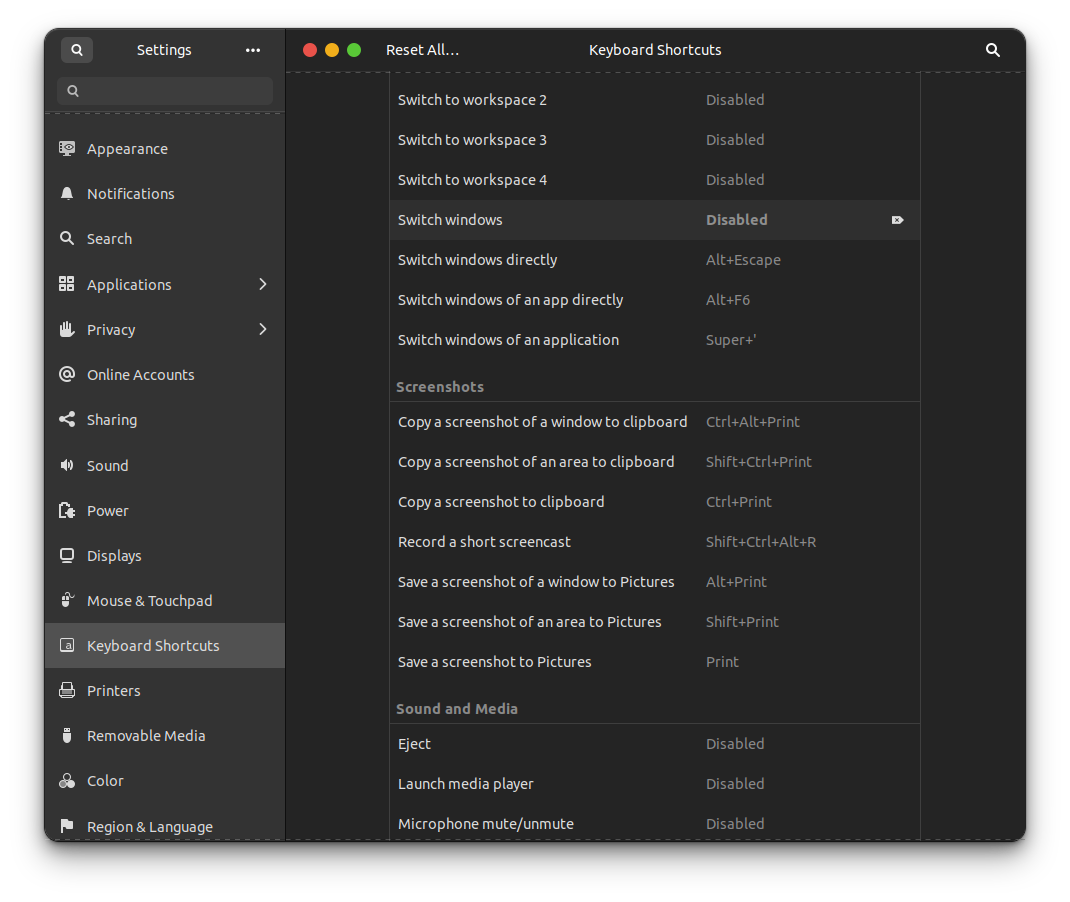 Settings
Reset All...
Keyboard Shortcuts
Appearance
Notifications
Search
Applications
Privacy
Online Accounts
Sharing
Sound
Power
Displays
Mouse & Touchpad
Keyboard Shortcuts
Printers
Removable Media
Color
Region & Language
Switch to workspace 2 Disabled
Switch to workspace 3 Disabled
Switch to workspace 4 Disabled
Switch windows Disabled
Switch windows directly Alt+Escape
Switch windows of an app directly Alt+F6
Switch windows of an application Super+'
Screenshots
Copy a screenshot of a window to clipboard Ctrl+Alt+Print
Copy a screenshot of an area to clipboard Shift+Ctrl+Print
Copy a screenshot to clipboard Ctrl+Print
Record a short screencast Shift+Ctrl+Alt+R
Save a screenshot of a window to Pictures Alt+Print
Save a screenshot of an area to Pictures Shift+Print
Save a screenshot to Pictures Print
Sound and Media
Eject Disabled
Launch media player Disabled
Microphone mute/unmute Disabled